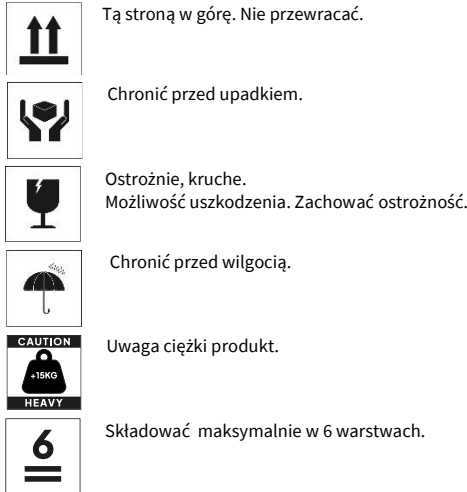 Tą stroną w górę. Nie przewracać.
Chronić przed upadkiem.
Ostrożnie, kruche.
Możliwość uszkodzenia. Zachować ostrożność.
Chronić przed wilgocią.
CAUTION
+15KG
HEAVY
Uwaga ciężki produkt.
6
Składować maksymalnie w 6 warstwach.